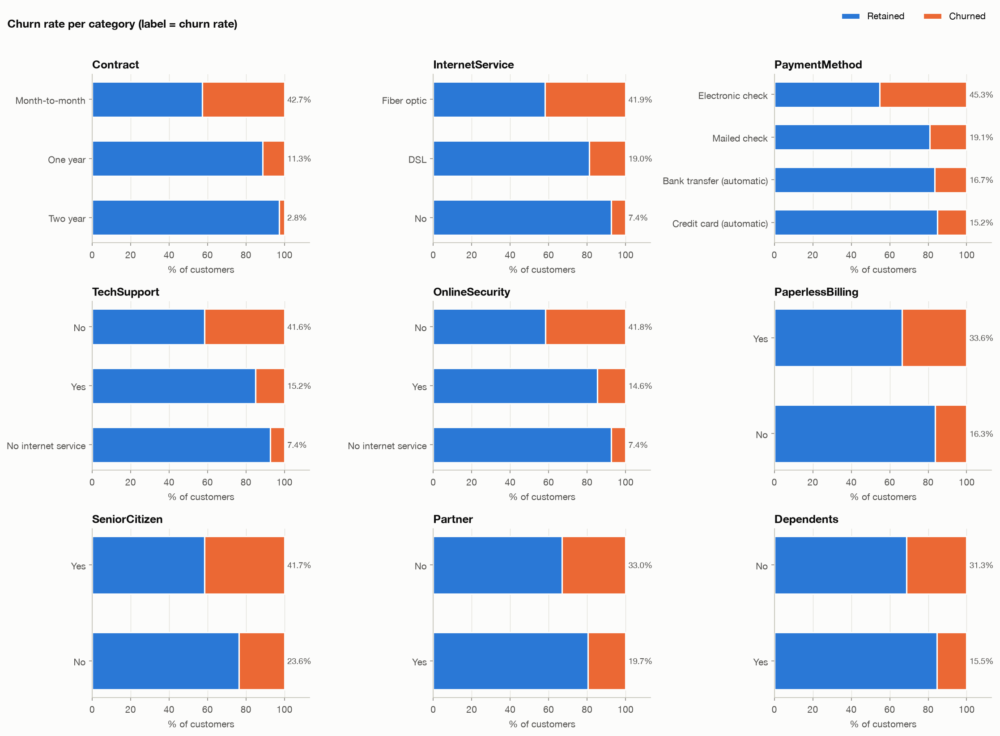 Churn rate per category (label = churn rate)
Retained
Churned
Contract
Month-to-month
42.7%
One year
11.3%
Two year
2.8%
0 20 40 60 80 100
% of customers
InternetService
Fiber optic
41.9%
DSL
19.0%
No
7.4%
0 20 40 60 80 100
% of customers
PaymentMethod
Electronic check
45.3%
Mailed check
19.1%
Bank transfer (automatic)
16.7%
Credit card (automatic)
15.2%
0 20 40 60 80 100
% of customers
TechSupport
No
41.6%
Yes
15.2%
No internet service
7.4%
0 20 40 60 80 100
% of customers
OnlineSecurity
No
41.8%
Yes
14.6%
No internet service
7.4%
0 20 40 60 80 100
% of customers
PaperlessBilling
Yes
33.6%
No
16.3%
0 20 40 60 80 100
% of customers
SeniorCitizen
Yes
41.7%
No
23.6%
0 20 40 60 80 100
% of customers
Partner
No
33.0%
Yes
19.7%
0 20 40 60 80 100
% of customers
Dependents
No
31.3%
Yes
15.5%
0 20 40 60 80 100
% of customers